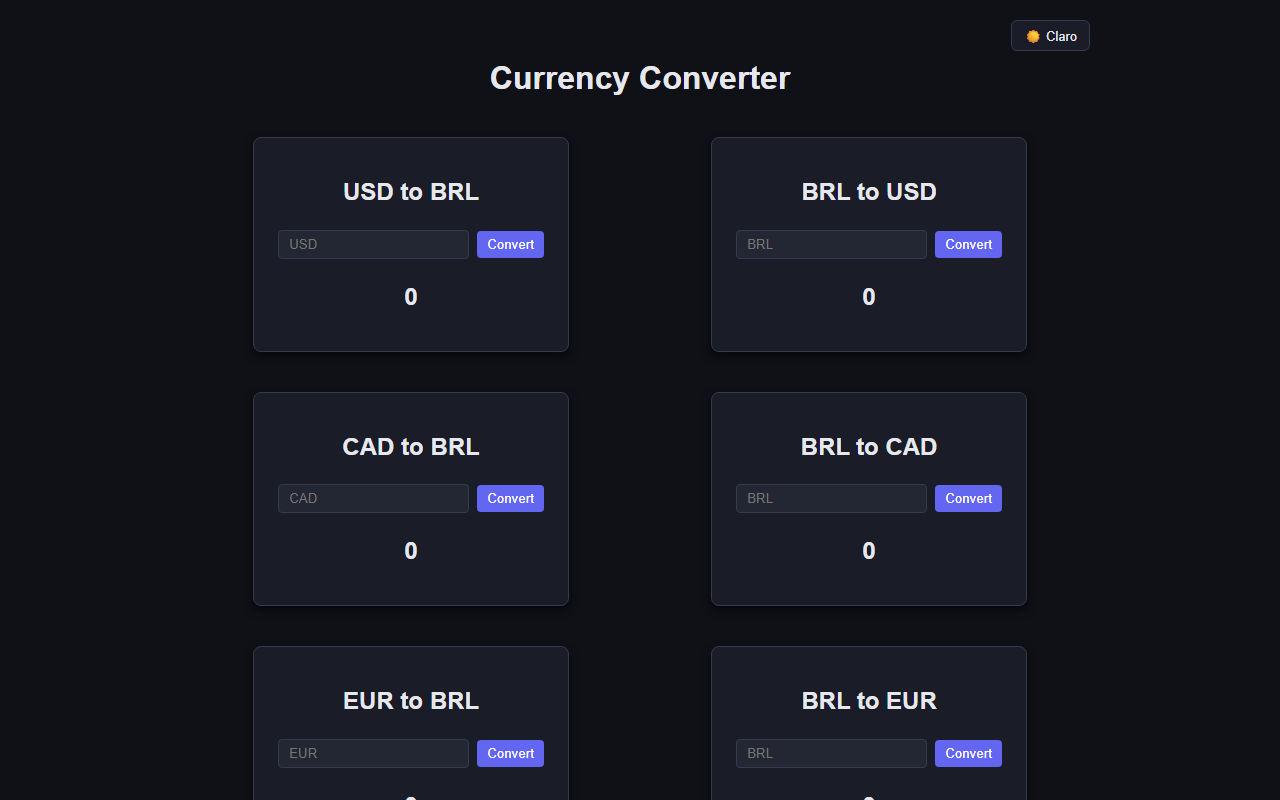 Claro
Currency Converter
USD to BRL
USD Convert
0
BRL to USD
BRL Convert
0
CAD to BRL
CAD Convert
0
BRL to CAD
BRL Convert
0
EUR to BRL
EUR Convert
BRL to EUR
BRL Convert